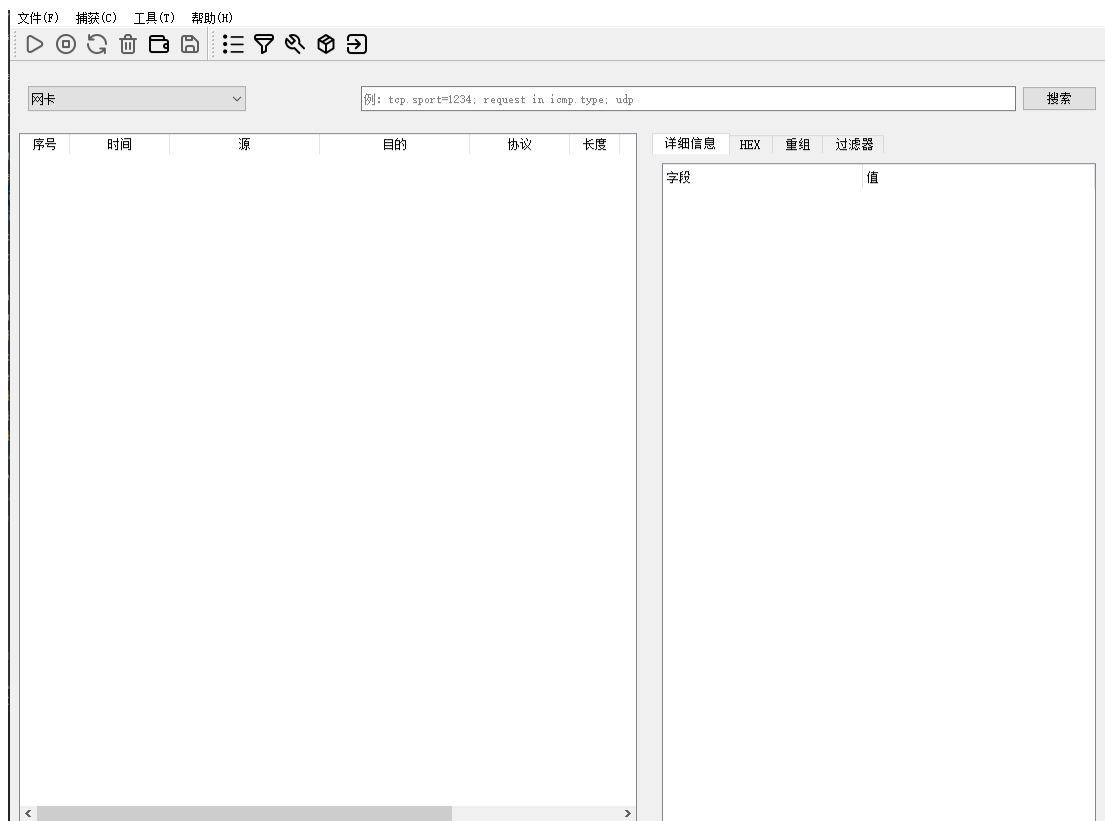 文件(F) 捕获(C) 工具(T) 帮助(H)
网卡 例: tcp.sport=1234; request in icmp.type; udp 搜索
序号 时间 源 目的 协议 长度 详细信息 HEX 重组 过滤器
字段 值